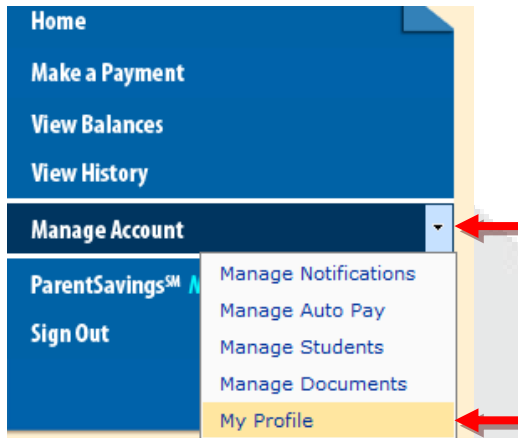 Home
Make a Payment
View Balances
View History
Manage Account
ParentSavings℠
Sign Out
Manage Notifications
Manage Auto Pay
Manage Students
Manage Documents
My Profile